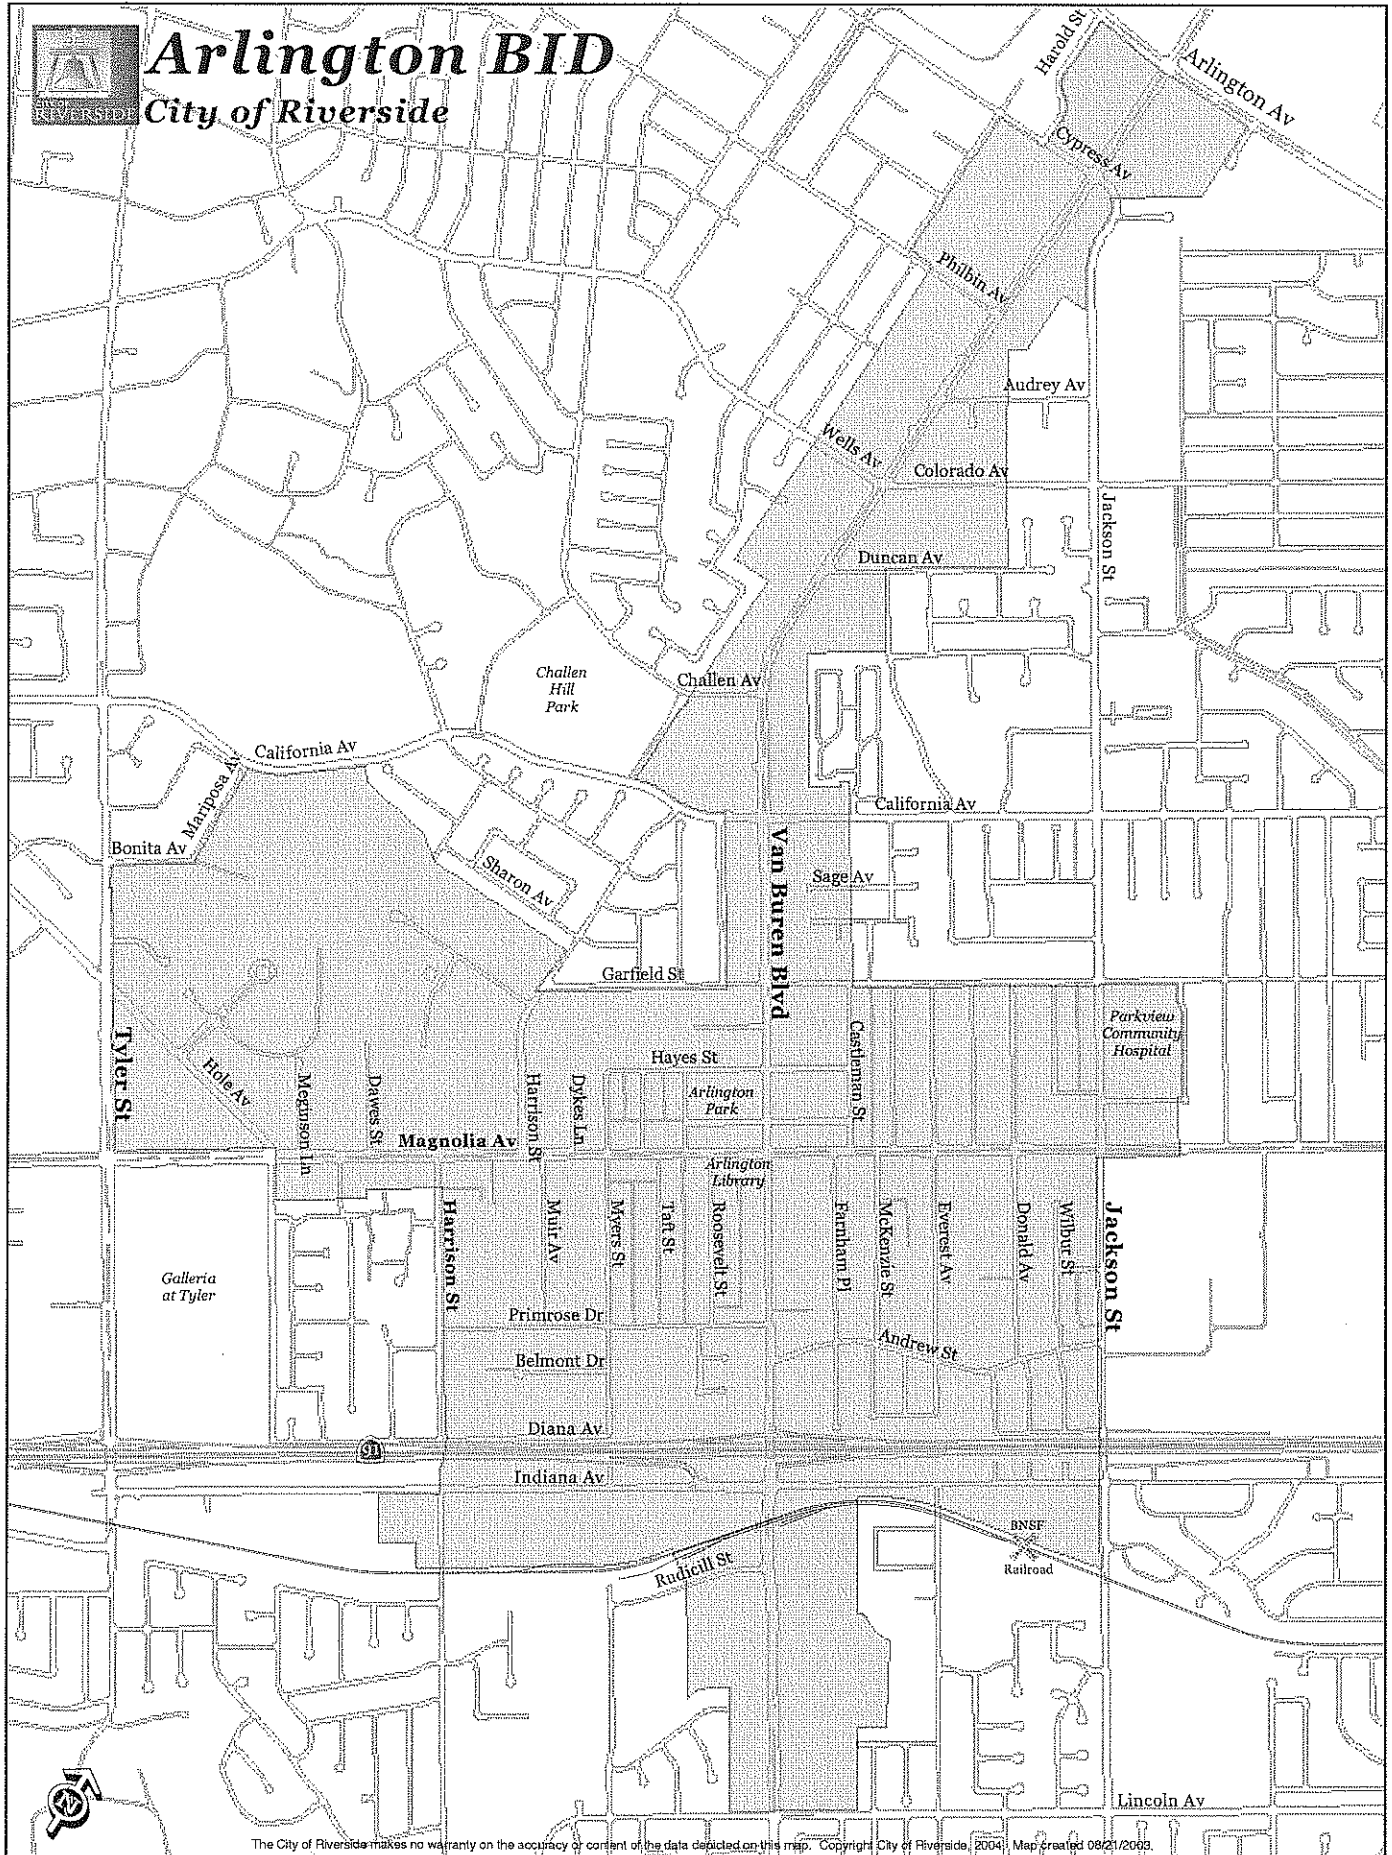 Arlington BID
City of Riverside
RIVERSIDE
Harold St
Arlington Av
Cypress Av
Philbin Av
Audrey Av
Wells Av
Colorado Av
Jackson St
Duncan Av
Challen
Hill
Park
Challen Av
California Av
Mariposa Av
California Av
Bonita Av
Sharon Av
Sage Av
Van Buren Blvd
Garfield St
Parkview
Community
Hospital
Tyler St
Hole Av
Meginson Ln
Dawes St
Harrison St
Dykes Ln
Hayes St
Arlington
Park
Castleman St
Magnolia Av
Arlington
Library
Harrison St
Muir Av
Myers St
Taft St
Roosevelt St
Farnham Pl
McKenzie St
Everest Av
Donald Av
Wilbur St
Jackson St
Galleria
at Tyler
Primrose Dr
Andrew St
Belmont Dr
Diana Av
91
Indiana Av
BNSF
Railroad
Rudicill St
N
Lincoln Av
The City of Riverside makes no warranty on the accuracy or content of the data depicted on this map. Copyright City of Riverside, 2004. Map created 08/21/2003.